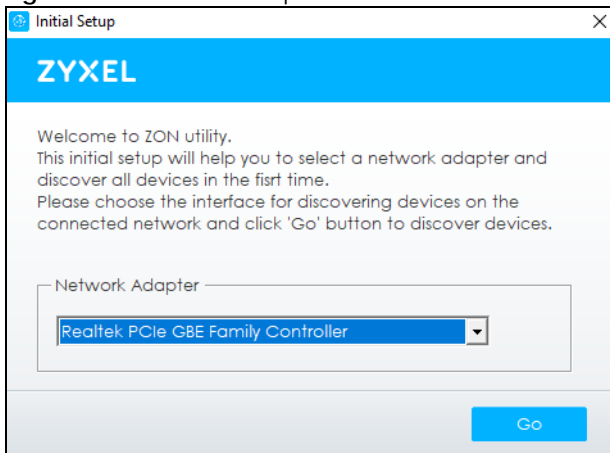 Initial Setup
ZYXEL
Welcome to ZON utility.
This initial setup will help you to select a network adapter and
discover all devices in the fisrt time.
Please choose the interface for discovering devices on the
connected network and click 'Go' button to discover devices.
Network Adapter
Realtek PCIe GBE Family Controller
Go